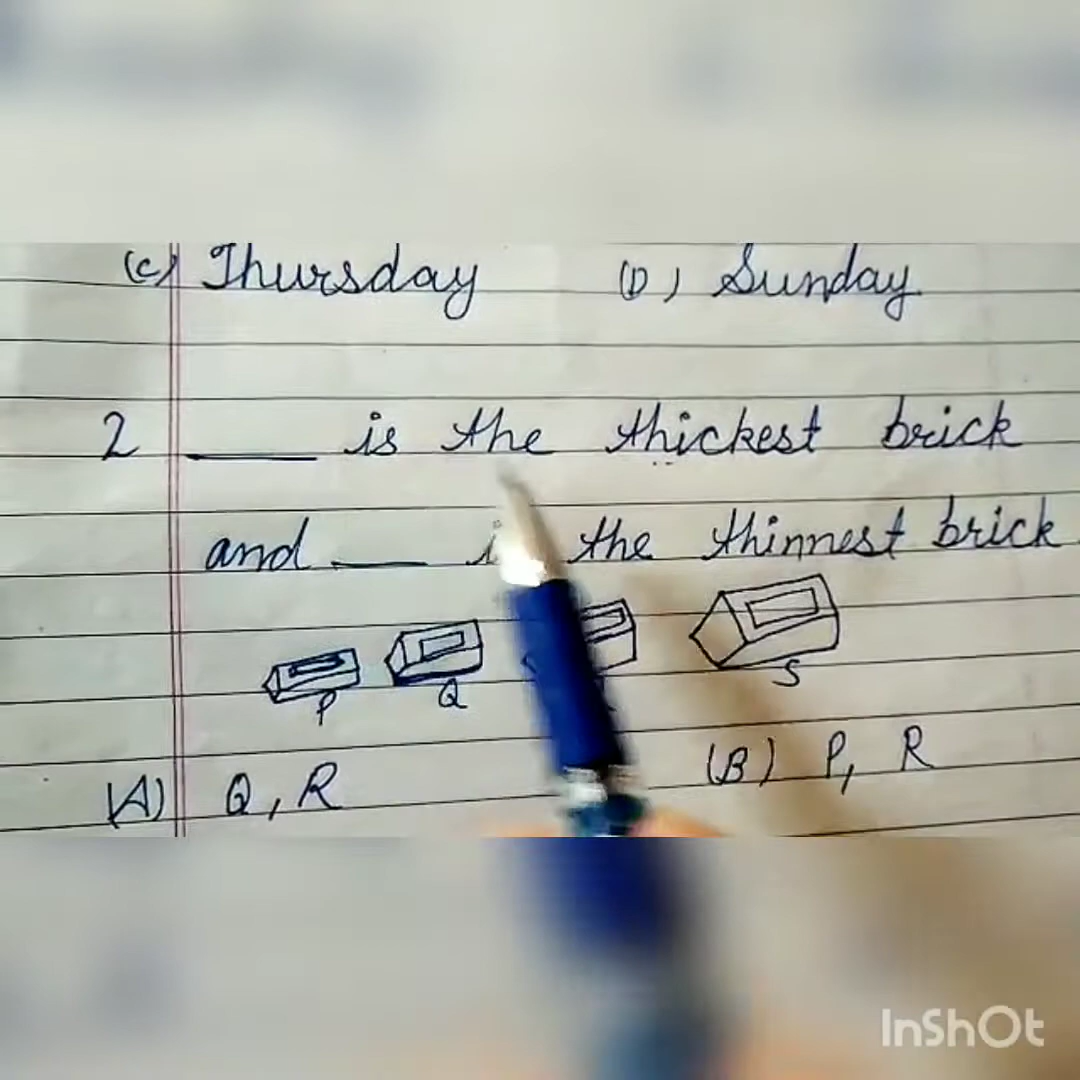 (C) Thursday (D) Sunday
2 ____ is the thickest brick
and ____ the thinnest brick
P Q S
(A) Q, R (B) P, R
InShOt